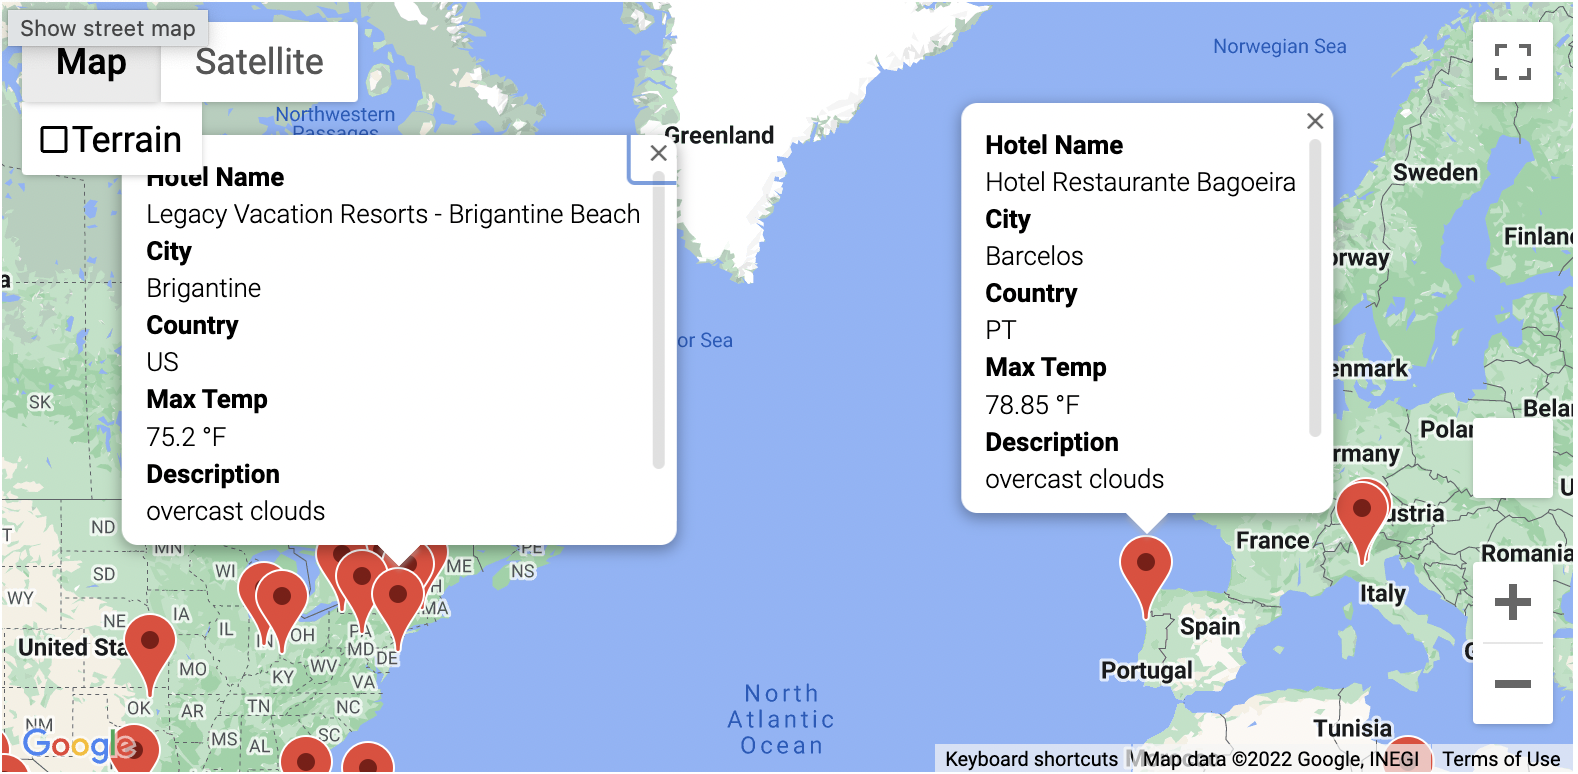 Show street map
Map
Satellite
Terrain
Northwestern
Passages
Greenland
Norwegian Sea
Sweden
Hotel Name
Legacy Vacation Resorts - Brigantine Beach
City
Brigantine
Country
US
Max Temp
75.2 °F
Description
overcast clouds
Hotel Name
Hotel Restaurante Bagoeira
City
Barcelos
Country
PT
Max Temp
78.85 °F
Description
overcast clouds
or Sea
Finlan
orway
enmark
Belar
Polan
rmany
ustria
France
Romania
Italy
Spain
Portugal
Tunisia
SK
ND
MN
SD
WI
WY
IA
NE
IL
IN
OH
PA
MD
DE
MA
ME
PE
NS
United Sta
MO
KY
WV
VA
OK
AR
TN
NC
NM
MS
AL
SC
North
Atlantic
Ocean
Google
Keyboard shortcuts
Map data ©2022 Google, INEGI
Terms of Use